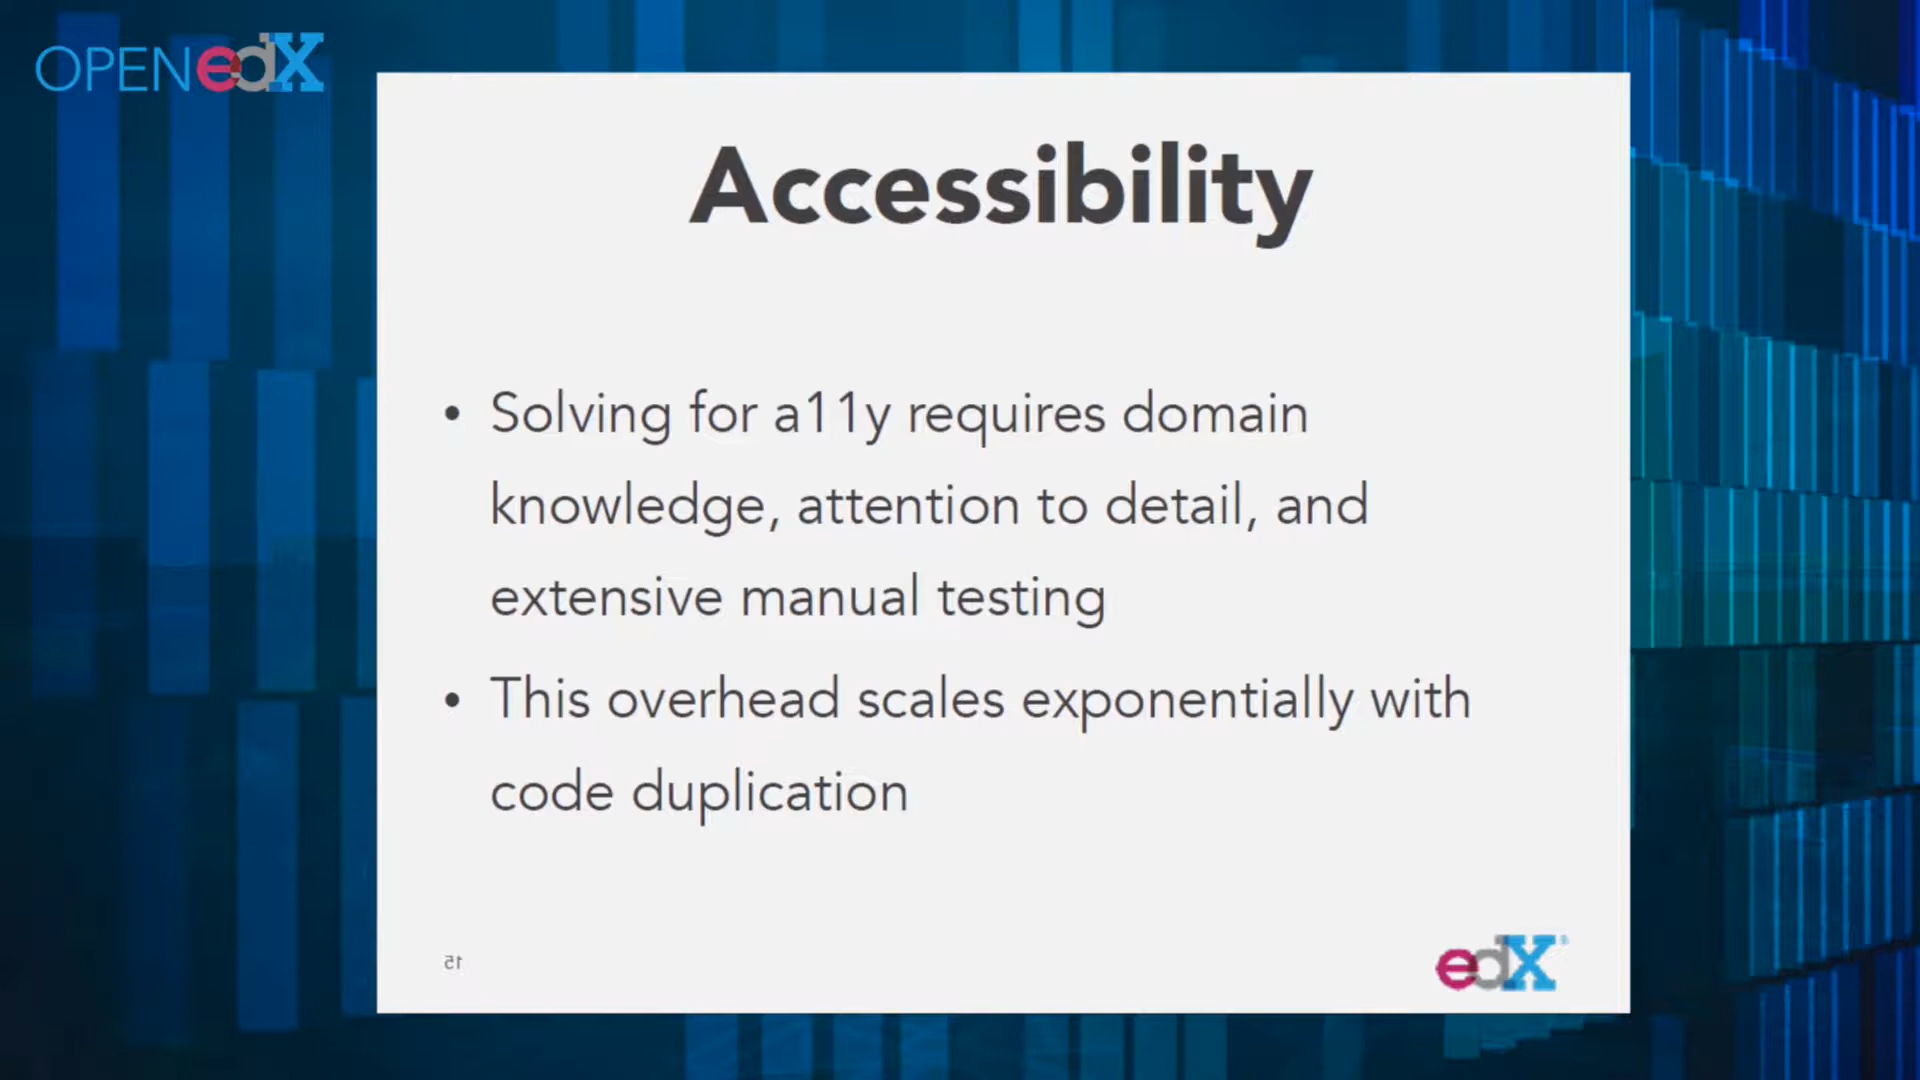 OPENedX
Accessibility
• Solving for a11y requires domain
knowledge, attention to detail, and
extensive manual testing
• This overhead scales exponentially with
code duplication
15
edX